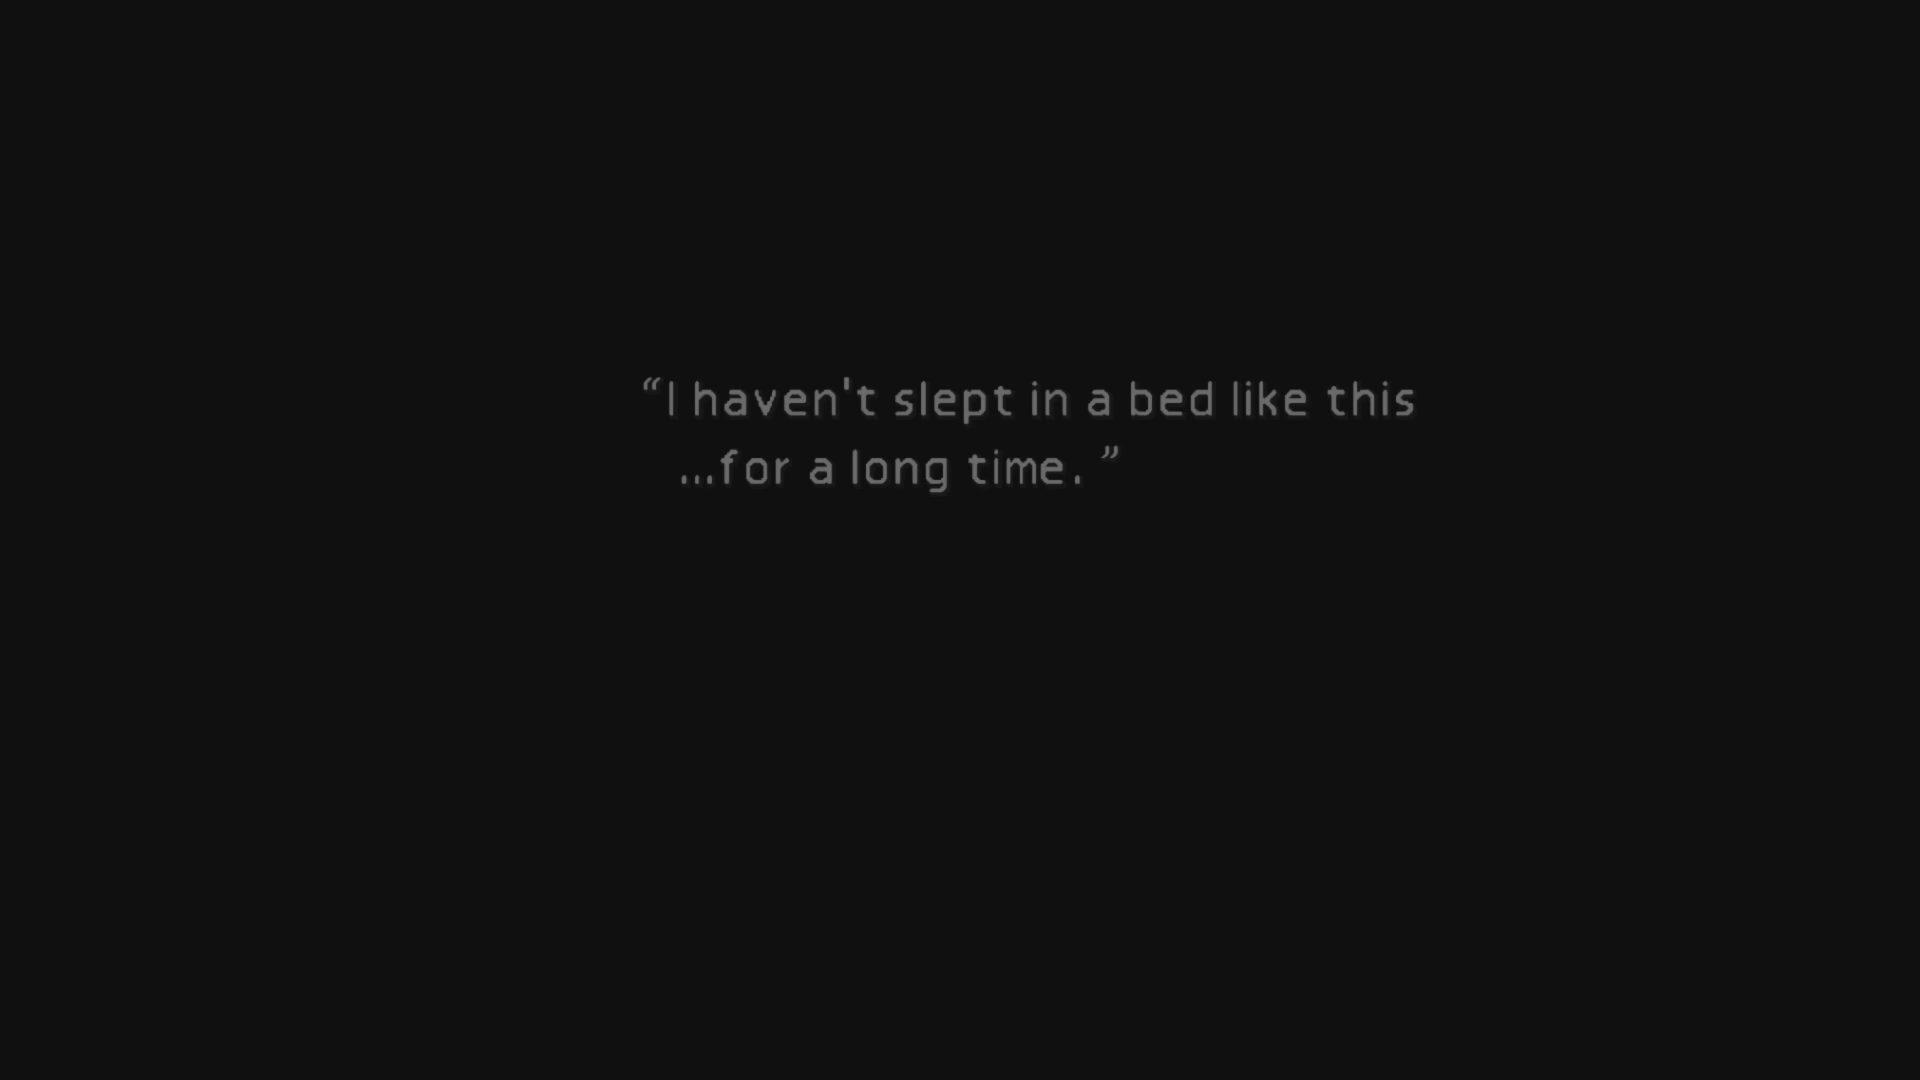 “I haven't slept in a bed like this
...for a long time. ”